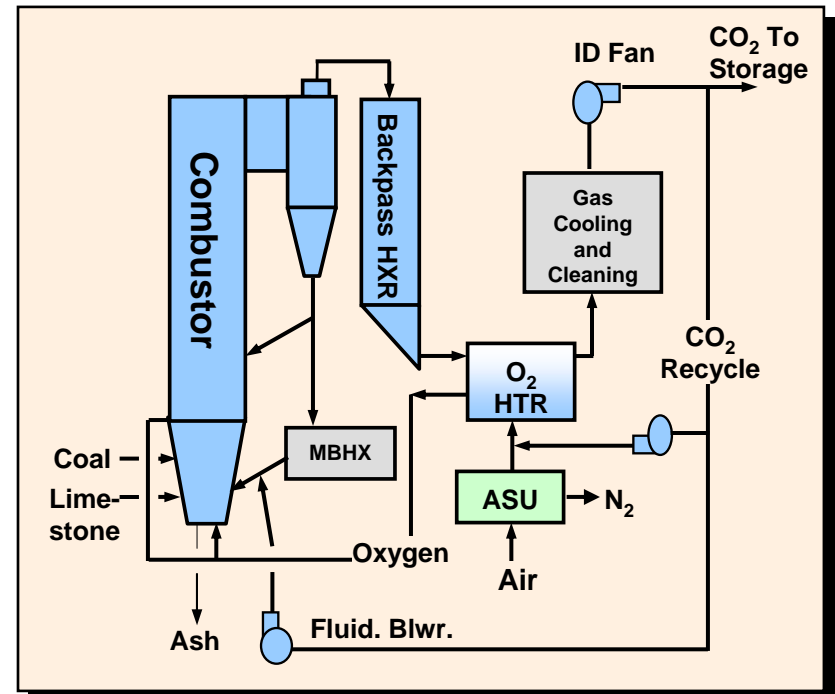 ID Fan
CO₂ To
Storage
Combustor
Backpass HXR
Gas
Cooling
and
Cleaning
CO₂
Recycle
O₂
HTR
Coal
MBHX
Lime-
stone
ASU
N₂
Oxygen
Air
Ash
Fluid. Blwr.